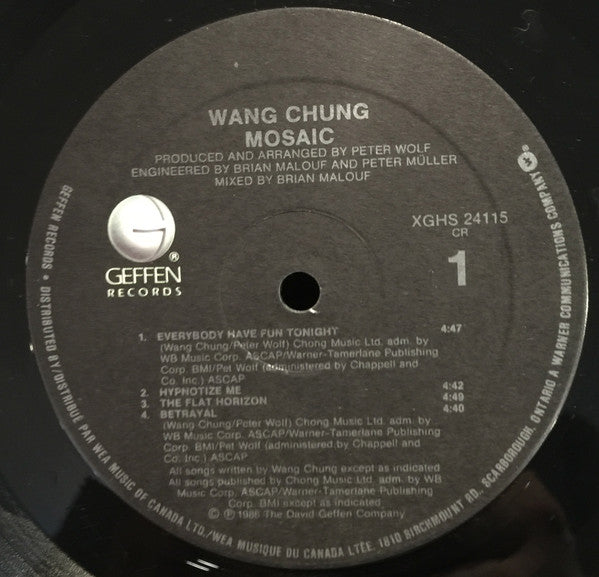 WANG CHUNG
MOSAIC
PRODUCED AND ARRANGED BY PETER WOLF
ENGINEERED BY BRIAN MALOUF AND PETER MÜLLER
MIXED BY BRIAN MALOUF
G
®
GEFFEN
RECORDS
XGHS 24115
CR
1
1. EVERYBODY HAVE FUN TONIGHT 4:47
(Wang Chung/Peter Wolf) Chong Music Ltd. adm. by
WB Music Corp. ASCAP/Warner-Tamerlane Publishing
Corp. BMI/Pet Wolf (administered by Chappell and
Co. Inc.) ASCAP
2. HYPNOTIZE ME 4:42
3. THE FLAT HORIZON 4:49
4. BETRAYAL 4:40
(Wang Chung/Peter Wolf) Chong Music Ltd. adm. by
WB Music Corp. ASCAP/Warner-Tamerlane Publishing
Corp. BMI/Pet Wolf (administered by Chappell and
Co. Inc.) ASCAP
All songs written by Wang Chung except as indicated
All songs published by Chong Music Ltd., adm. by WB
Music Corp. ASCAP/Warner-Tamerlane Publishing
Corp. BMI except as indicated
© ℗ 1986 The David Geffen Company
GEFFEN RECORDS • DISTRIBUTED BY/DISTRIBUÉ PAR WEA MUSIC OF CANADA LTD./WEA MUSIQUE DU CANADA LTÉE. 1810 BIRCHMOUNT RD. SCARBOROUGH, ONTARIO A WARNER COMMUNICATIONS COMPANY